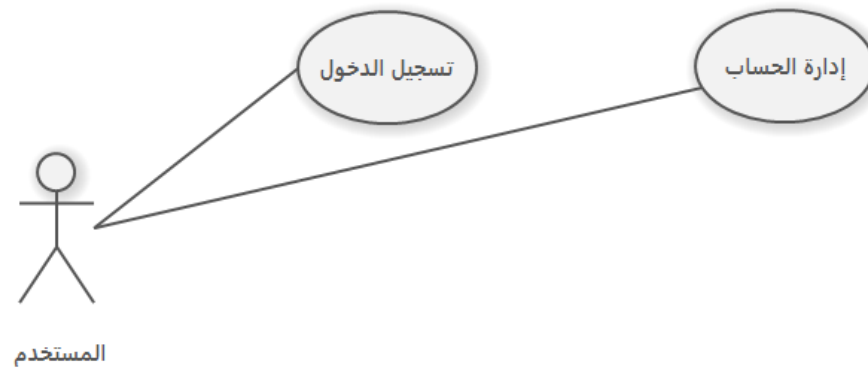 تسجيل الدخول
إدارة الحساب
المستخدم